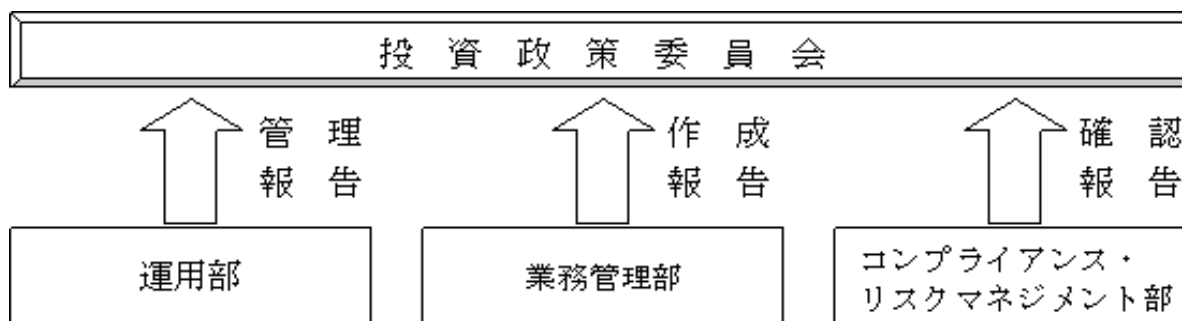 投資政策委員会
管理
報告
作成
報告
確認
報告
運用部
業務管理部
コンプライアンス・
リスクマネジメント部